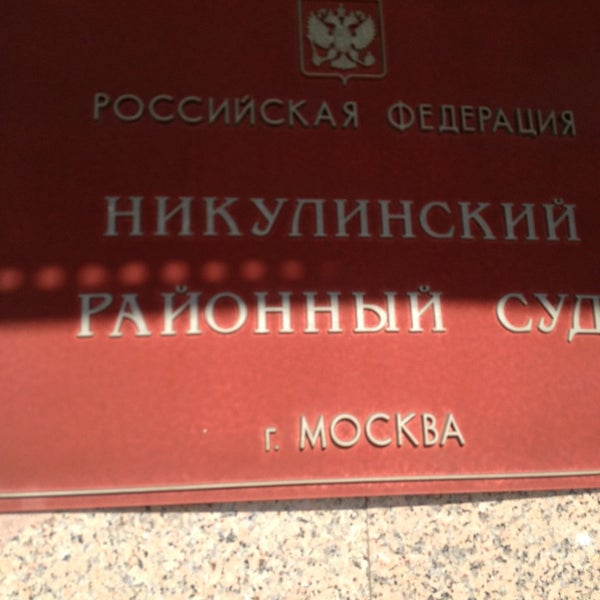 РОССИЙСКАЯ ФЕДЕРАЦИЯ
НИКУЛИНСКИЙ
РАЙОННЫЙ СУД
г. МОСКВА